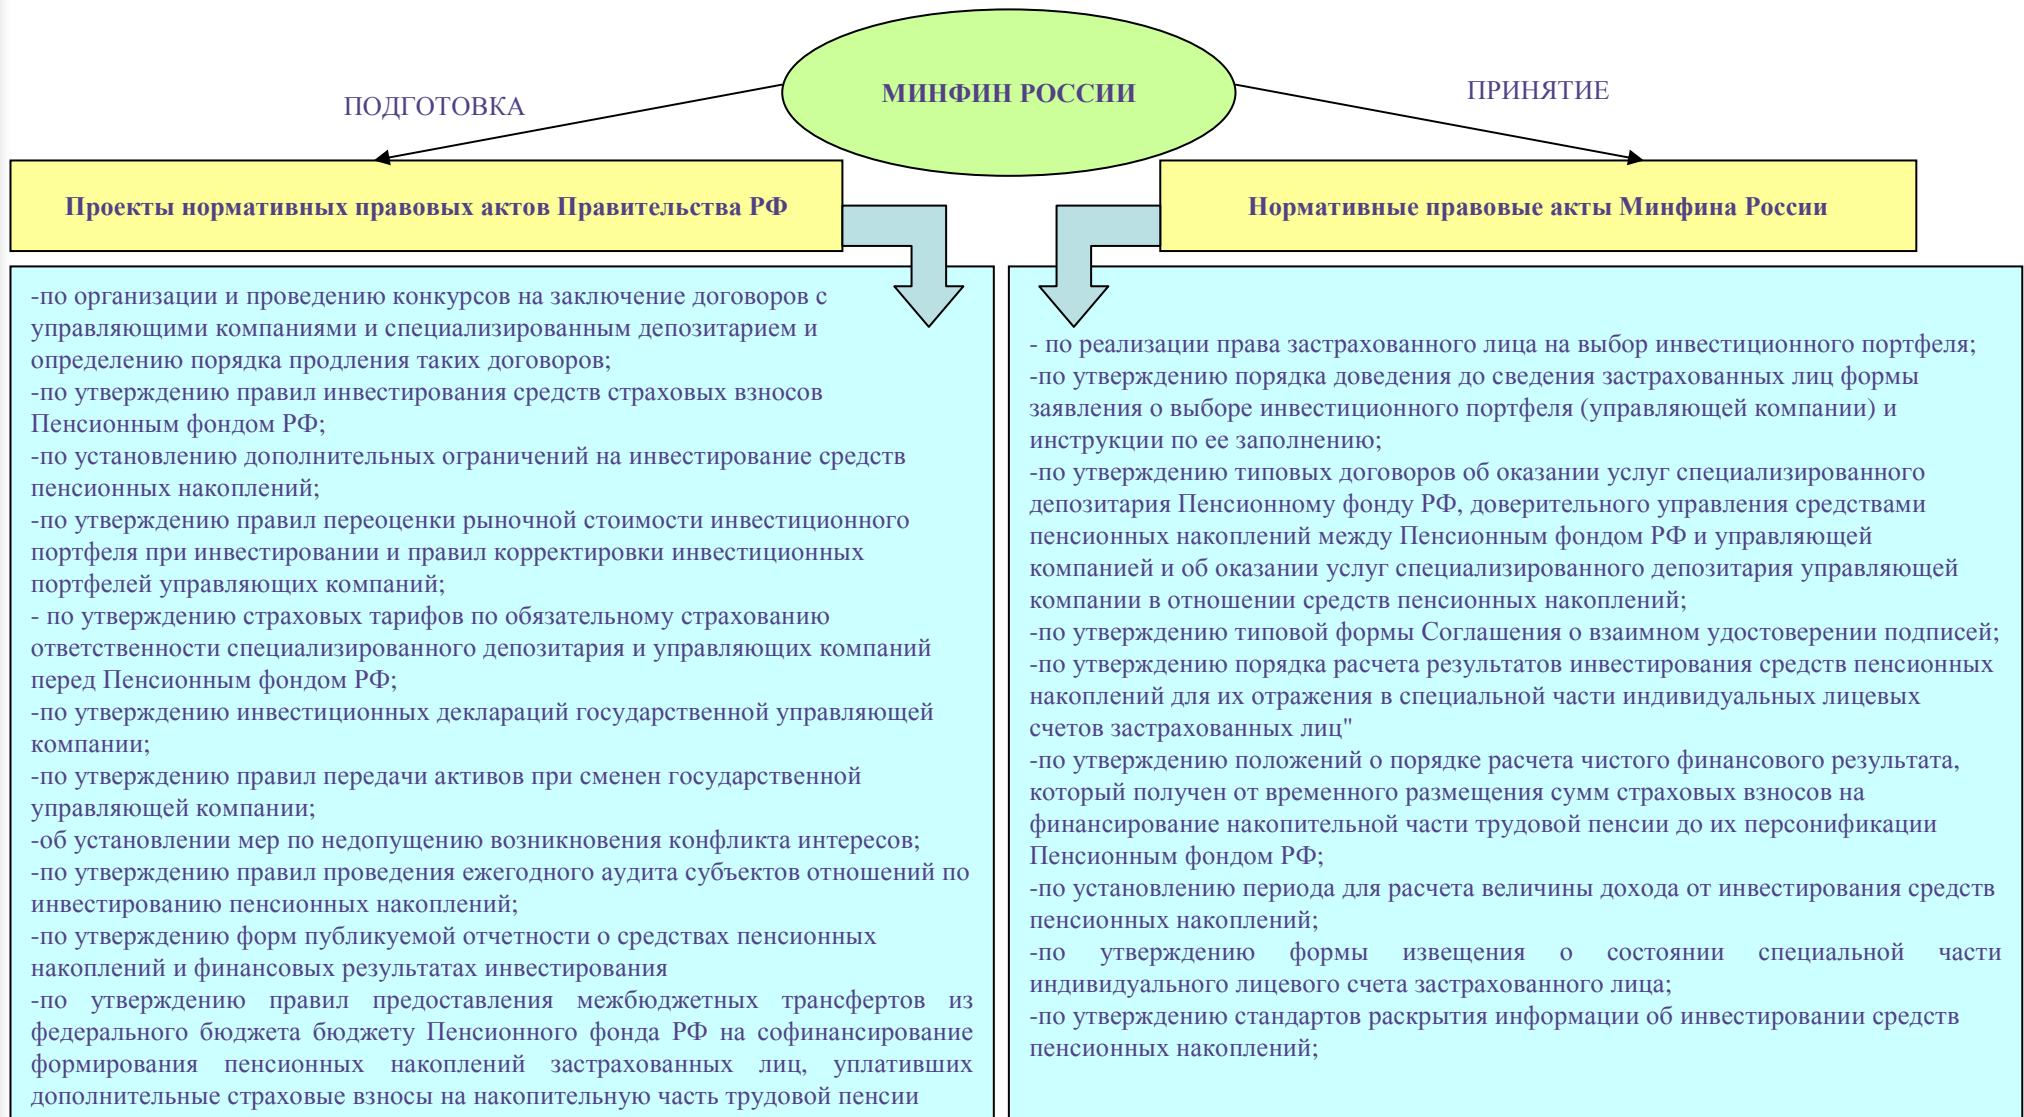 МИНФИН РОССИИ
ПОДГОТОВКА
ПРИНЯТИЕ
Проекты нормативных правовых актов Правительства РФ
Нормативные правовые акты Минфина России
-по организации и проведению конкурсов на заключение договоров с
управляющими компаниями и специализированным депозитарием и
определению порядка продления таких договоров;
-по утверждению правил инвестирования средств страховых взносов
Пенсионным фондом РФ;
-по установлению дополнительных ограничений на инвестирование средств
пенсионных накоплений;
-по утверждению правил переоценки рыночной стоимости инвестиционного
портфеля при инвестировании и правил корректировки инвестиционных
портфелей управляющих компаний;
- по утверждению страховых тарифов по обязательному страхованию
ответственности специализированного депозитария и управляющих компаний
перед Пенсионным фондом РФ;
-по утверждению инвестиционных деклараций государственной управляющей
компании;
-по утверждению правил передачи активов при сменен государственной
управляющей компании;
-об установлении мер по недопущению возникновения конфликта интересов;
-по утверждению правил проведения ежегодного аудита субъектов отношений по
инвестированию пенсионных накоплений;
-по утверждению форм публикуемой отчетности о средствах пенсионных
накоплений и финансовых результатах инвестирования
-по утверждению правил предоставления межбюджетных трансфертов из
федерального бюджета бюджету Пенсионного фонда РФ на софинансирование
формирования пенсионных накоплений застрахованных лиц, уплативших
дополнительные страховые взносы на накопительную часть трудовой пенсии
- по реализации права застрахованного лица на выбор инвестиционного портфеля;
-по утверждению порядка доведения до сведения застрахованных лиц формы
заявления о выборе инвестиционного портфеля (управляющей компании) и
инструкции по ее заполнению;
-по утверждению типовых договоров об оказании услуг специализированного
депозитария Пенсионному фонду РФ, доверительного управления средствами
пенсионных накоплений между Пенсионным фондом РФ и управляющей
компанией и об оказании услуг специализированного депозитария управляющей
компании в отношении средств пенсионных накоплений;
-по утверждению типовой формы Соглашения о взаимном удостоверении подписей;
-по утверждению порядка расчета результатов инвестирования средств пенсионных
накоплений для их отражения в специальной части индивидуальных лицевых
счетов застрахованных лиц"
-по утверждению положений о порядке расчета чистого финансового результата,
который получен от временного размещения сумм страховых взносов на
финансирование накопительной части трудовой пенсии до их персонификации
Пенсионным фондом РФ;
-по установлению периода для расчета величины дохода от инвестирования средств
пенсионных накоплений;
-по утверждению формы извещения о состоянии специальной части
индивидуального лицевого счета застрахованного лица;
-по утверждению стандартов раскрытия информации об инвестировании средств
пенсионных накоплений;